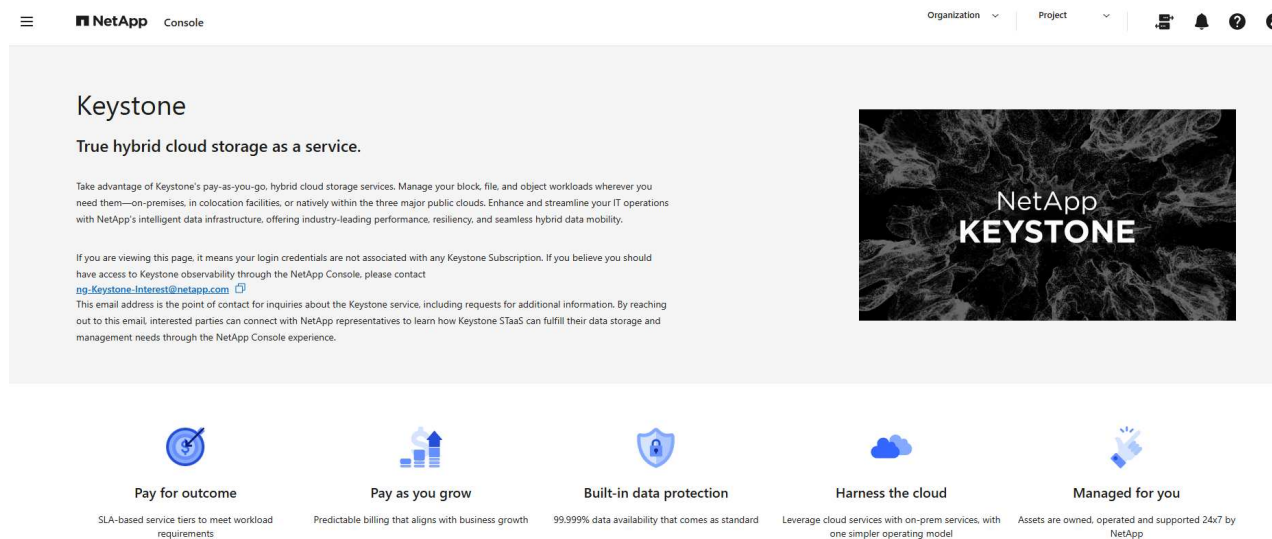 NetApp Console
Organization
Project
Keystone
True hybrid cloud storage as a service.
Take advantage of Keystone's pay-as-you-go, hybrid cloud storage services. Manage your block, file, and object workloads wherever you
need them—on-premises, in colocation facilities, or natively within the three major public clouds. Enhance and streamline your IT operations
with NetApp's intelligent data infrastructure, offering industry-leading performance, resiliency, and seamless hybrid data mobility.
If you are viewing this page, it means your login credentials are not associated with any Keystone Subscription. If you believe you should
have access to Keystone observability through the NetApp Console, please contact
ng-Keystone-Interest@netapp.com
This email address is the point of contact for inquiries about the Keystone service, including requests for additional information. By reaching
out to this email, interested parties can connect with NetApp representatives to learn how Keystone STaaS can fulfill their data storage and
management needs through the NetApp Console experience.
NetApp
KEYSTONE
Pay for outcome
SLA-based service tiers to meet workload
requirements
Pay as you grow
Predictable billing that aligns with business growth
Built-in data protection
99.999% data availability that comes as standard
Harness the cloud
Leverage cloud services with on-prem services, with
one simpler operating model
Managed for you
Assets are owned, operated and supported 24x7 by
NetApp